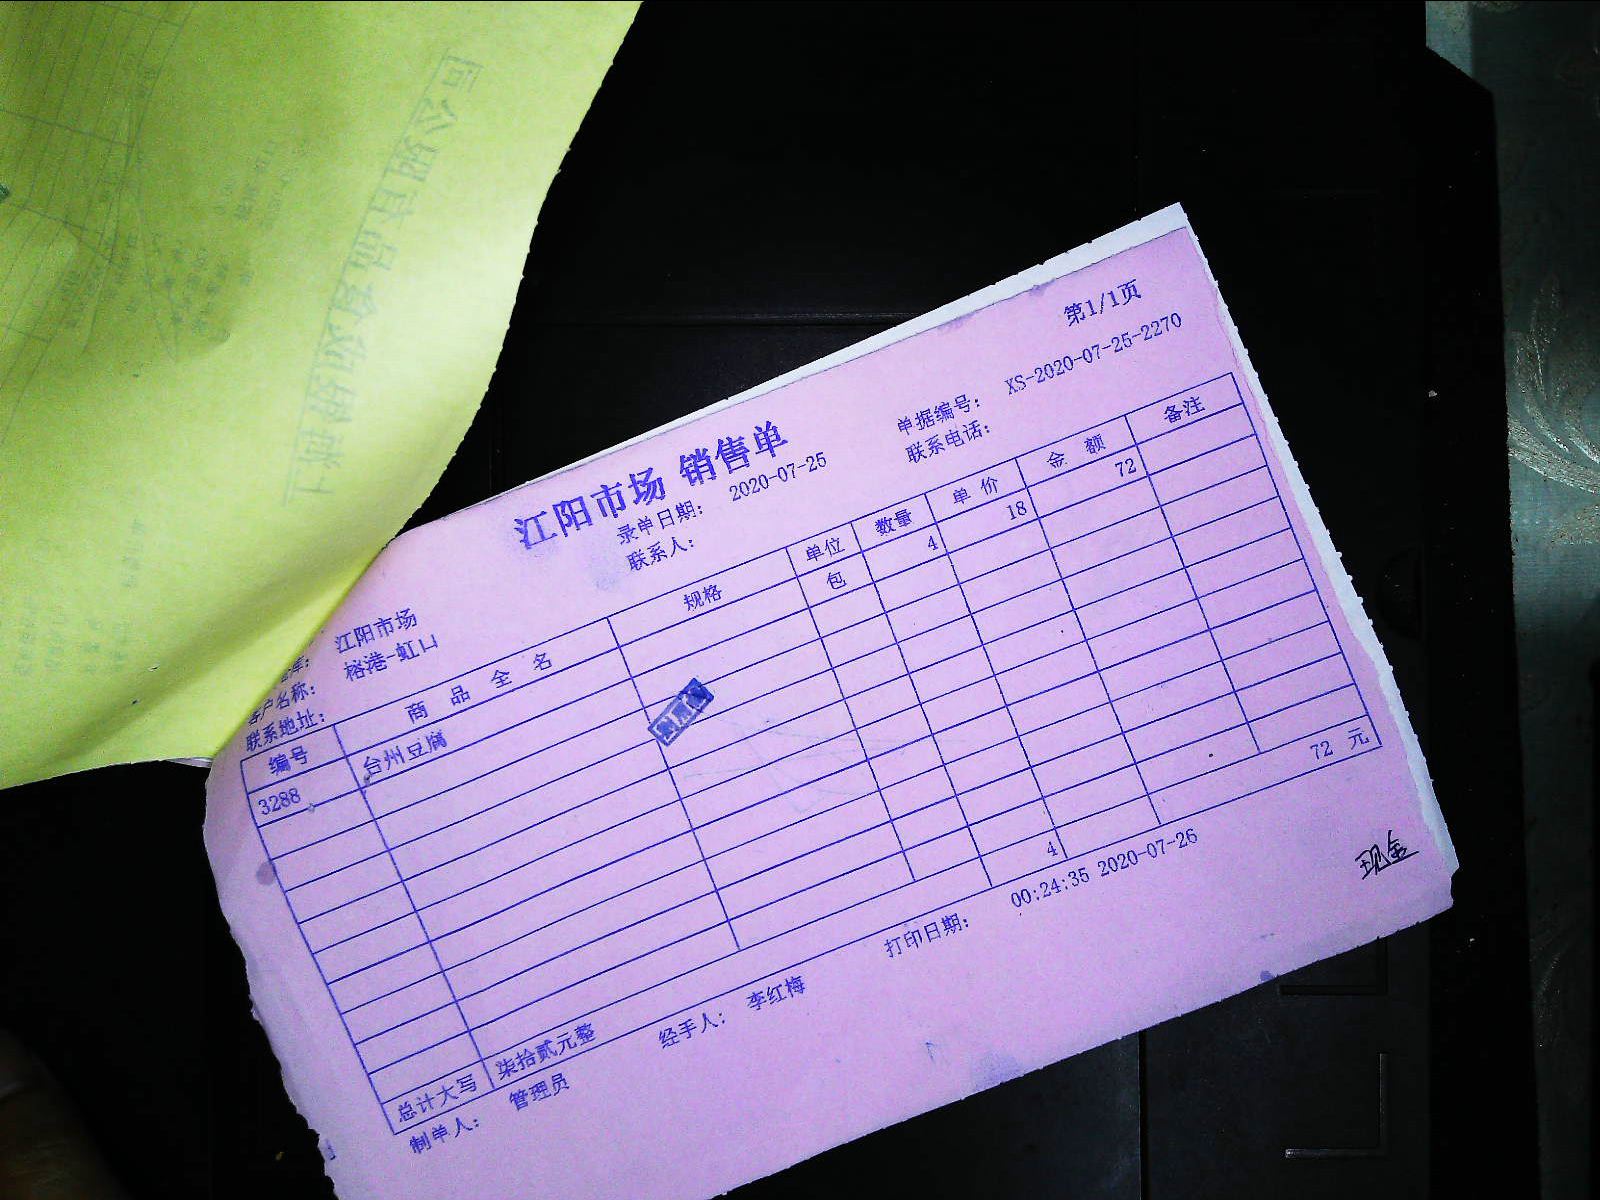 第1/1页
江阳市场 销售单
单据编号: XS-2020-07-25-2270
录单日期: 2020-07-25
联系电话:
联系人:
江阳市场
客户名称: 榕港-虹口
联系地址:
编号 商品全名 规格 单位 数量 单价 金额 备注
3288 台州豆腐 包 4 18 72
4
总计大写 柒拾贰元整 72 元
制单人: 管理员 经手人: 李红梅 打印日期: 00:24:35 2020-07-26
现金